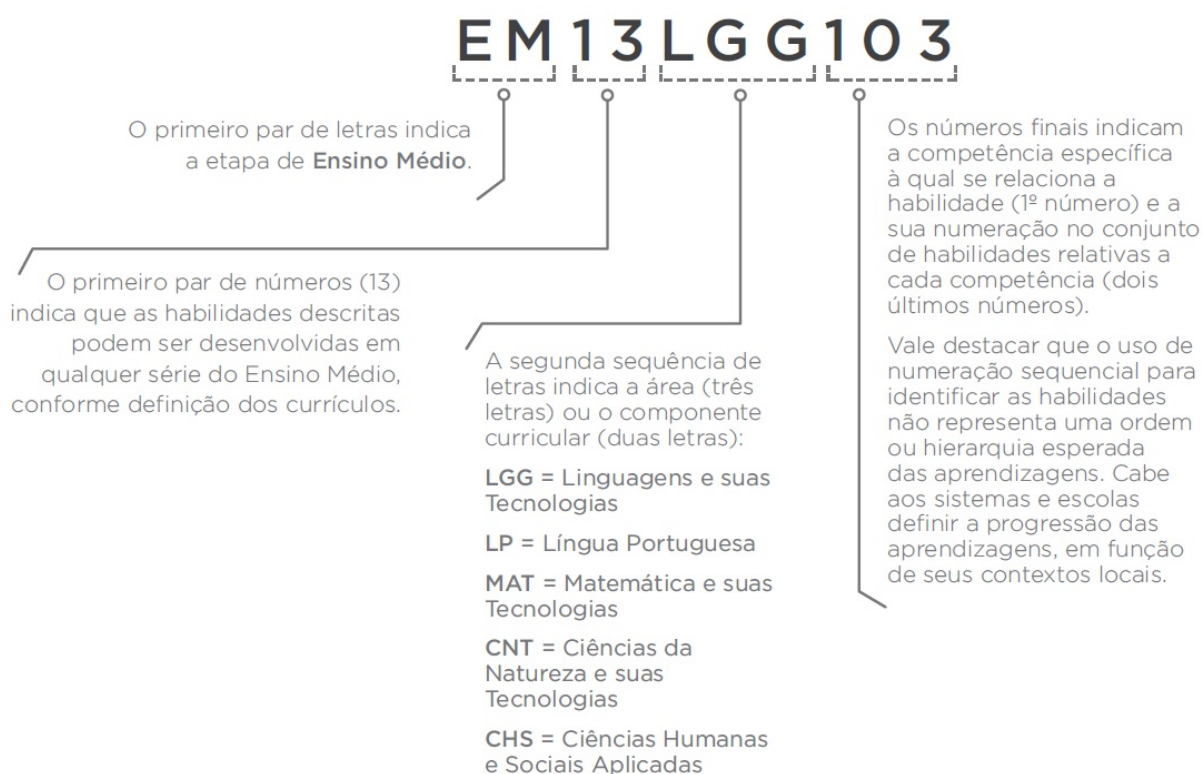 EM13LGG103
O primeiro par de letras indica
a etapa de Ensino Médio.
O primeiro par de números (13)
indica que as habilidades descritas
podem ser desenvolvidas em
qualquer série do Ensino Médio,
conforme definição dos currículos.
A segunda sequência de
letras indica a área (três
letras) ou o componente
curricular (duas letras):
LGG = Linguagens e suas
Tecnologias
LP = Língua Portuguesa
MAT = Matemática e suas
Tecnologias
CNT = Ciências da
Natureza e suas
Tecnologias
CHS = Ciências Humanas
e Sociais Aplicadas
Os números finais indicam
a competência específica
à qual se relaciona a
habilidade (1º número) e a
sua numeração no conjunto
de habilidades relativas a
cada competência (dois
últimos números).
Vale destacar que o uso de
numeração sequencial para
identificar as habilidades
não representa uma ordem
ou hierarquia esperada
das aprendizagens. Cabe
aos sistemas e escolas
definir a progressão das
aprendizagens, em função
de seus contextos locais.